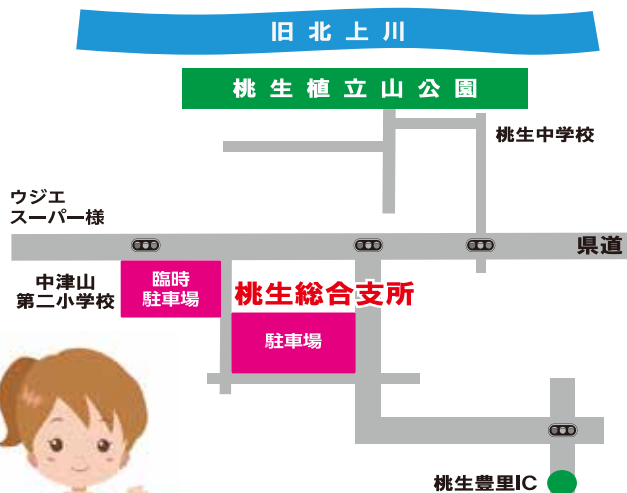 旧北上川
桃生植立山公園
桃生中学校
ウジエ
スーパー様
県道
中津山
第二小学校
臨時
駐車場
桃生総合支所
駐車場
桃生豊里IC